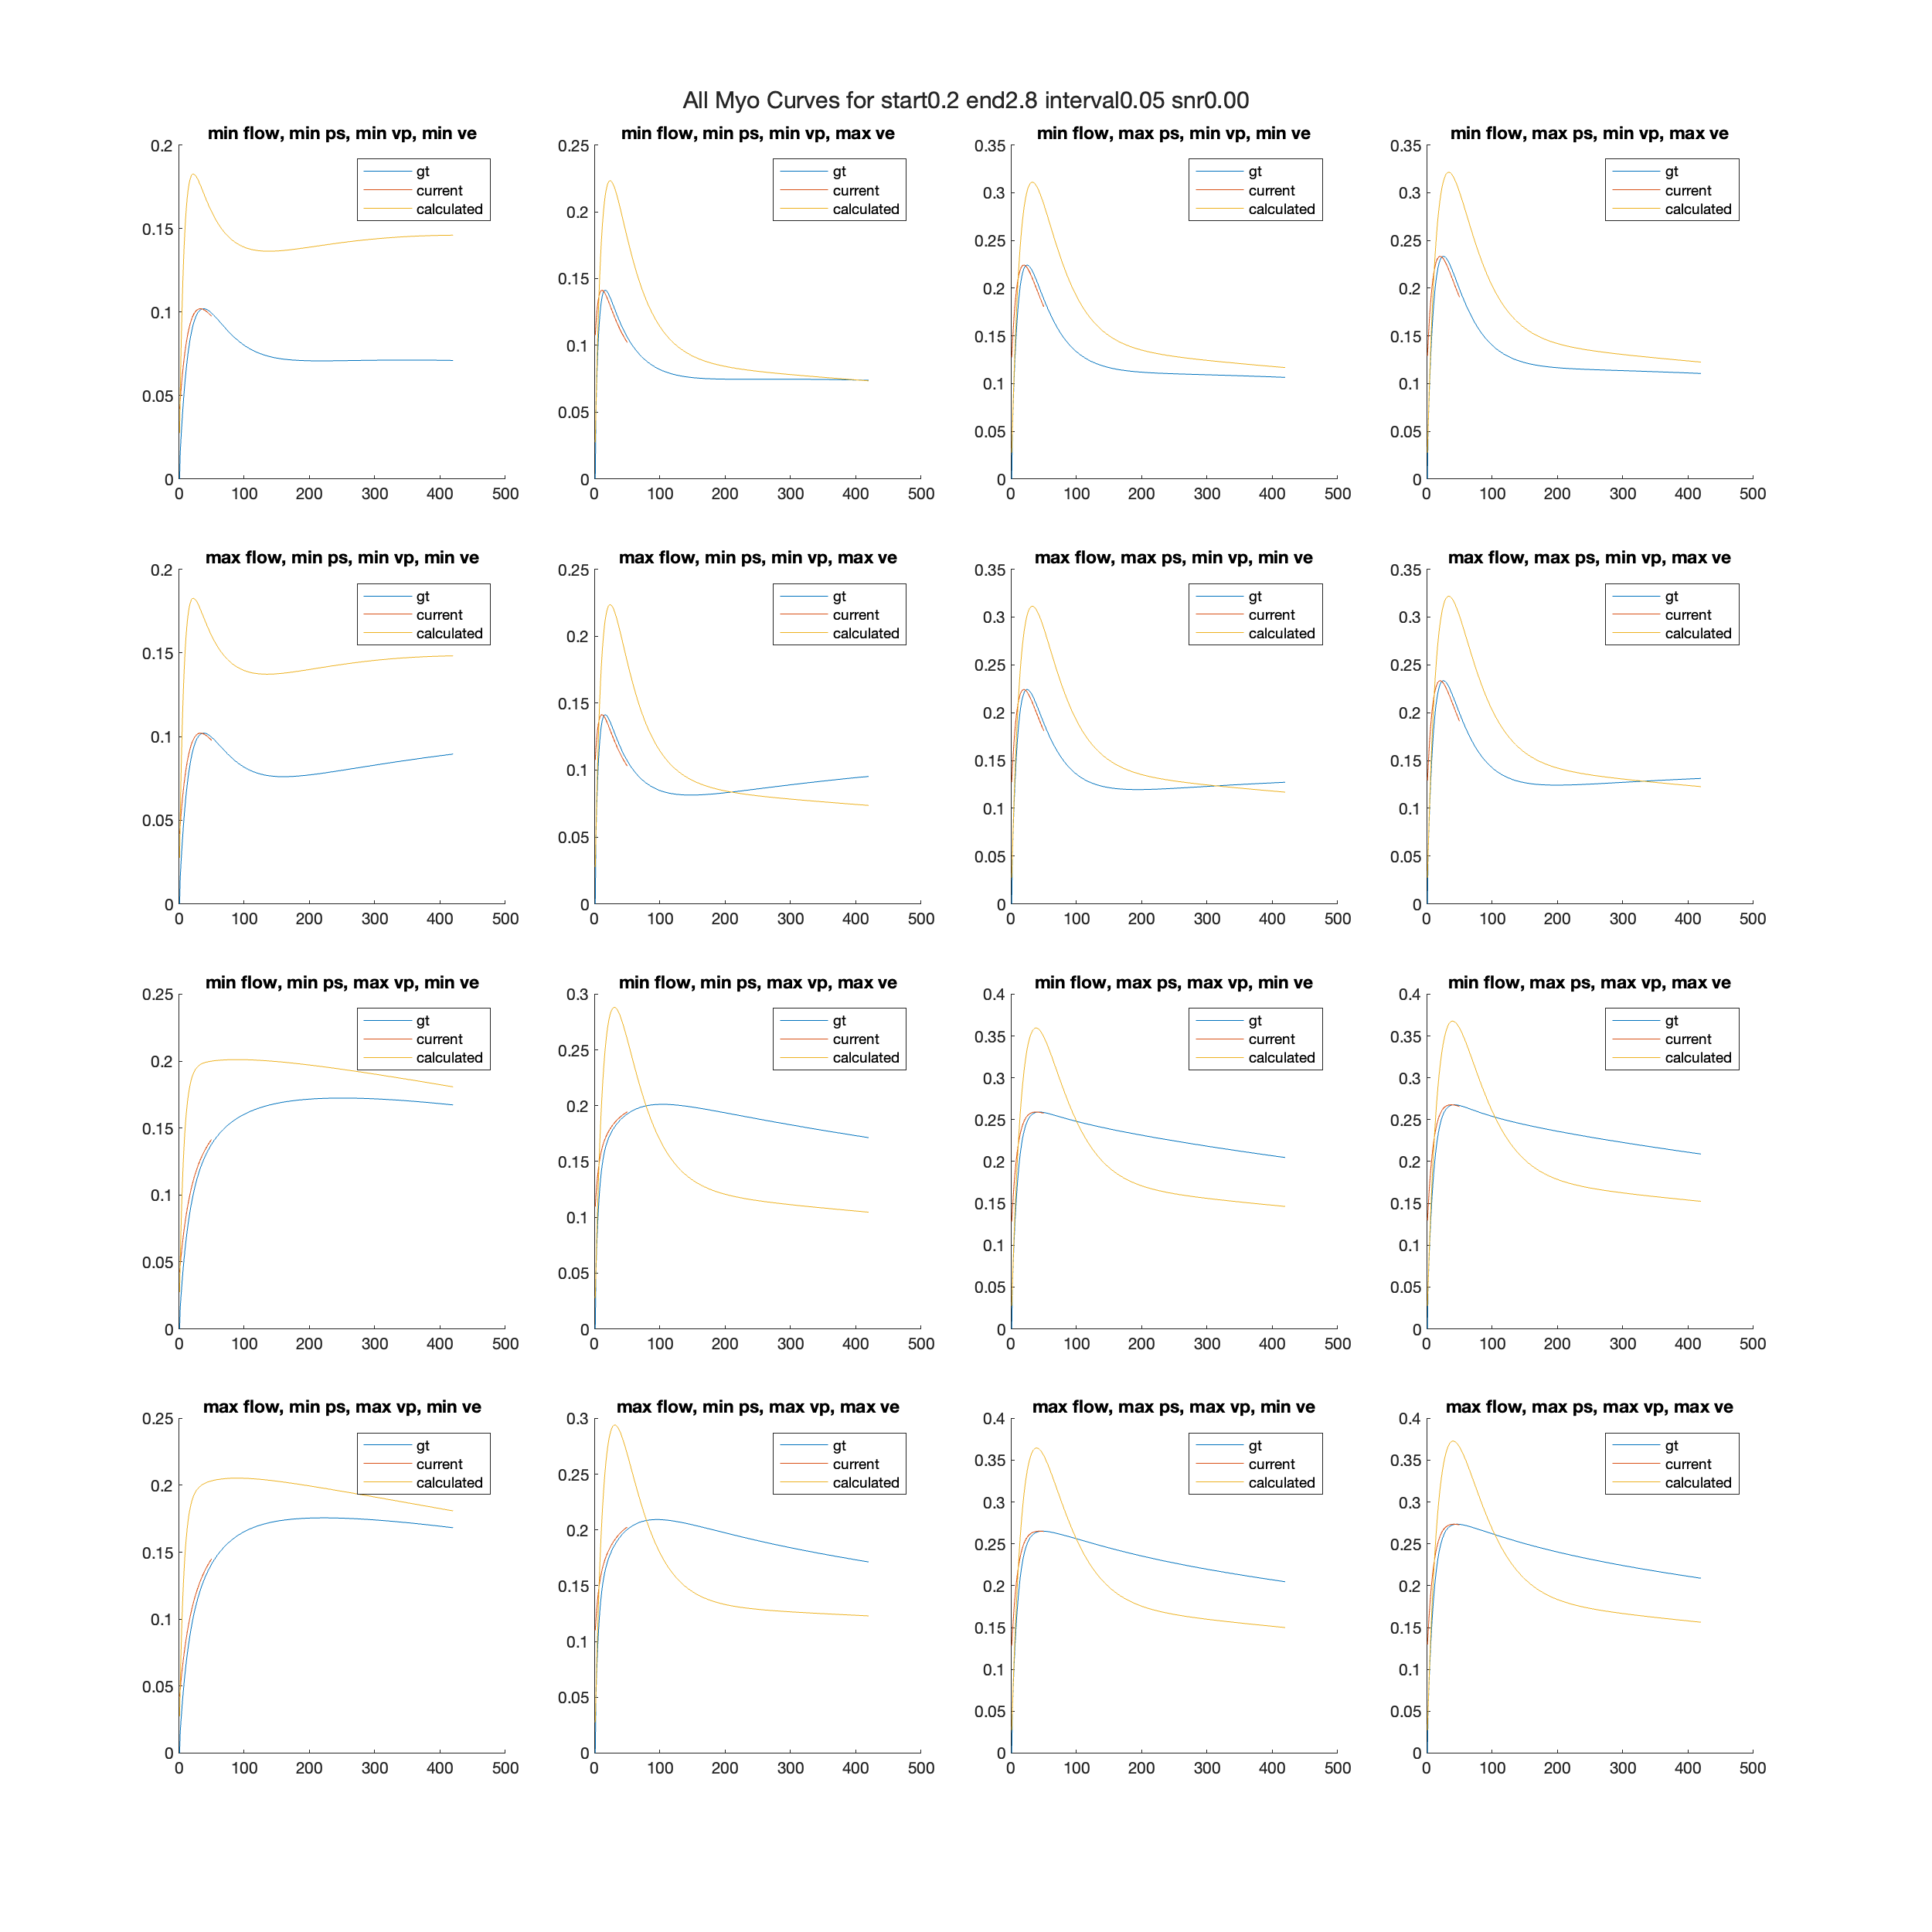 All Myo Curves for start0.2 end2.8 interval0.05 snr0.00
min flow, min ps, min vp, min ve
0.2
0.15
0.1
0.05
0
0 100 200 300 400 500
gt
current
calculated
min flow, min ps, min vp, max ve
0.25
0.2
0.15
0.1
0.05
0
0 100 200 300 400 500
gt
current
calculated
min flow, max ps, min vp, min ve
0.35
0.3
0.25
0.2
0.15
0.1
0.05
0
0 100 200 300 400 500
gt
current
calculated
min flow, max ps, min vp, max ve
0.35
0.3
0.25
0.2
0.15
0.1
0.05
0
0 100 200 300 400 500
gt
current
calculated
max flow, min ps, min vp, min ve
0.2
0.15
0.1
0.05
0
0 100 200 300 400 500
gt
current
calculated
max flow, min ps, min vp, max ve
0.25
0.2
0.15
0.1
0.05
0
0 100 200 300 400 500
gt
current
calculated
max flow, max ps, min vp, min ve
0.35
0.3
0.25
0.2
0.15
0.1
0.05
0
0 100 200 300 400 500
gt
current
calculated
max flow, max ps, min vp, max ve
0.35
0.3
0.25
0.2
0.15
0.1
0.05
0
0 100 200 300 400 500
gt
current
calculated
min flow, min ps, max vp, min ve
0.25
0.2
0.15
0.1
0.05
0
0 100 200 300 400 500
gt
current
calculated
min flow, min ps, max vp, max ve
0.3
0.25
0.2
0.15
0.1
0.05
0
0 100 200 300 400 500
gt
current
calculated
min flow, max ps, max vp, min ve
0.4
0.35
0.3
0.25
0.2
0.15
0.1
0.05
0
0 100 200 300 400 500
gt
current
calculated
min flow, max ps, max vp, max ve
0.4
0.35
0.3
0.25
0.2
0.15
0.1
0.05
0
0 100 200 300 400 500
gt
current
calculated
max flow, min ps, max vp, min ve
0.25
0.2
0.15
0.1
0.05
0
0 100 200 300 400 500
gt
current
calculated
max flow, min ps, max vp, max ve
0.3
0.25
0.2
0.15
0.1
0.05
0
0 100 200 300 400 500
gt
current
calculated
max flow, max ps, max vp, min ve
0.4
0.35
0.3
0.25
0.2
0.15
0.1
0.05
0
0 100 200 300 400 500
gt
current
calculated
max flow, max ps, max vp, max ve
0.4
0.35
0.3
0.25
0.2
0.15
0.1
0.05
0
0 100 200 300 400 500
gt
current
calculated